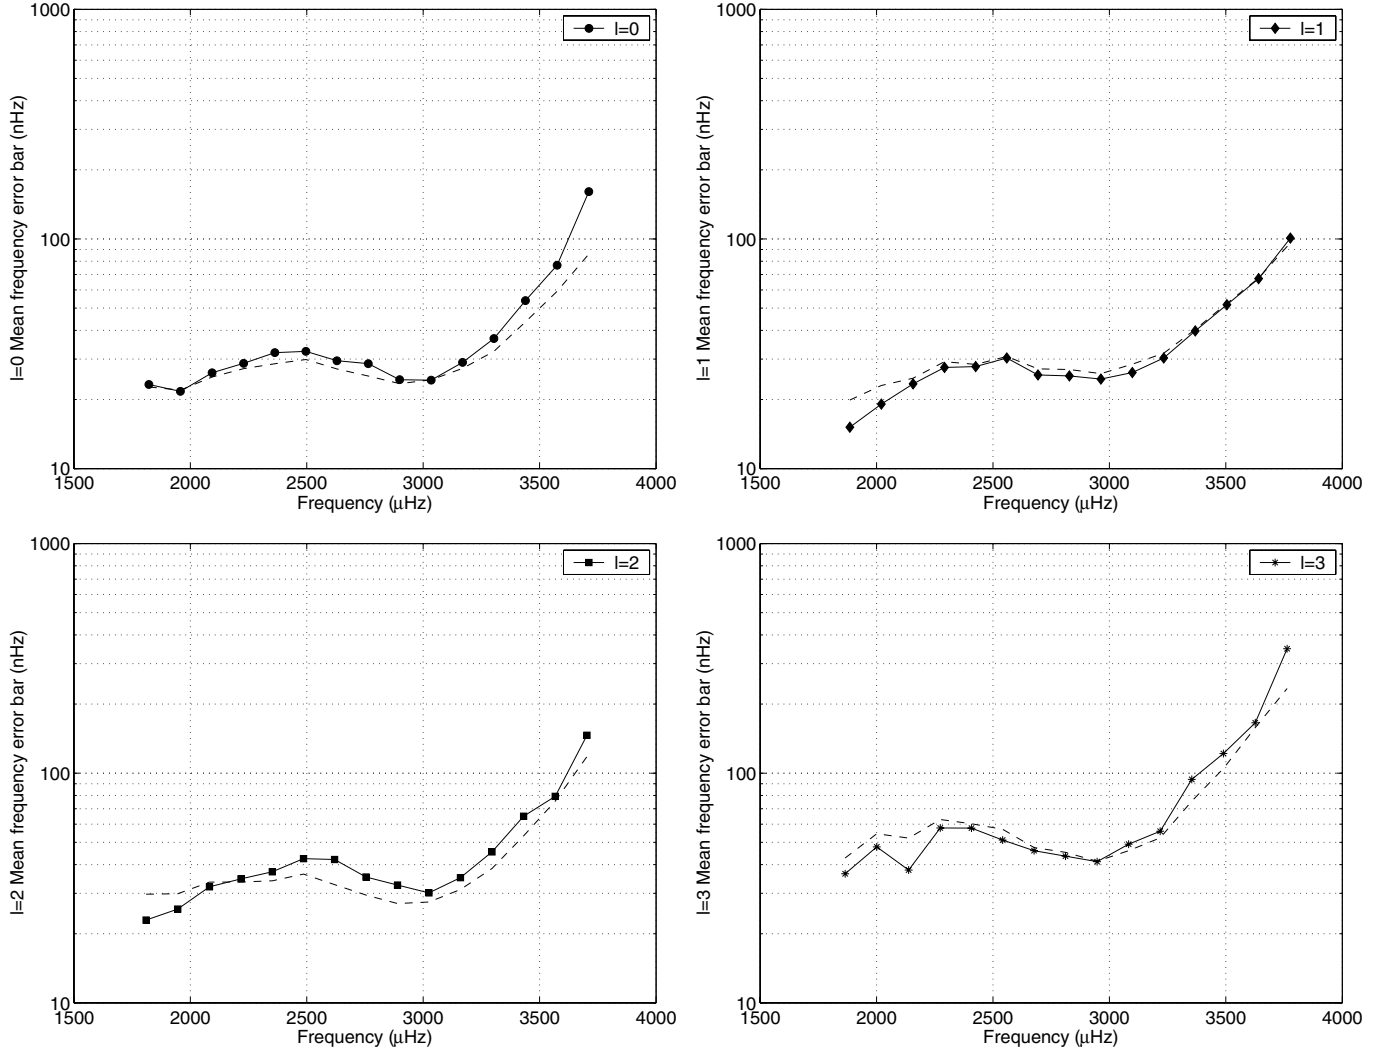 1000
l=0
100
10
l=0 Mean frequency error bar (nHz)
1500 2000 2500 3000 3500 4000
Frequency (μHz)
1000
l=1
100
10
l=1 Mean frequency error bar (nHz)
1500 2000 2500 3000 3500 4000
Frequency (μHz)
1000
l=2
100
10
l=2 Mean frequency error bar (nHz)
1500 2000 2500 3000 3500 4000
Frequency (μHz)
1000
l=3
100
10
l=3 Mean frequency error bar (nHz)
1500 2000 2500 3000 3500 4000
Frequency (μHz)